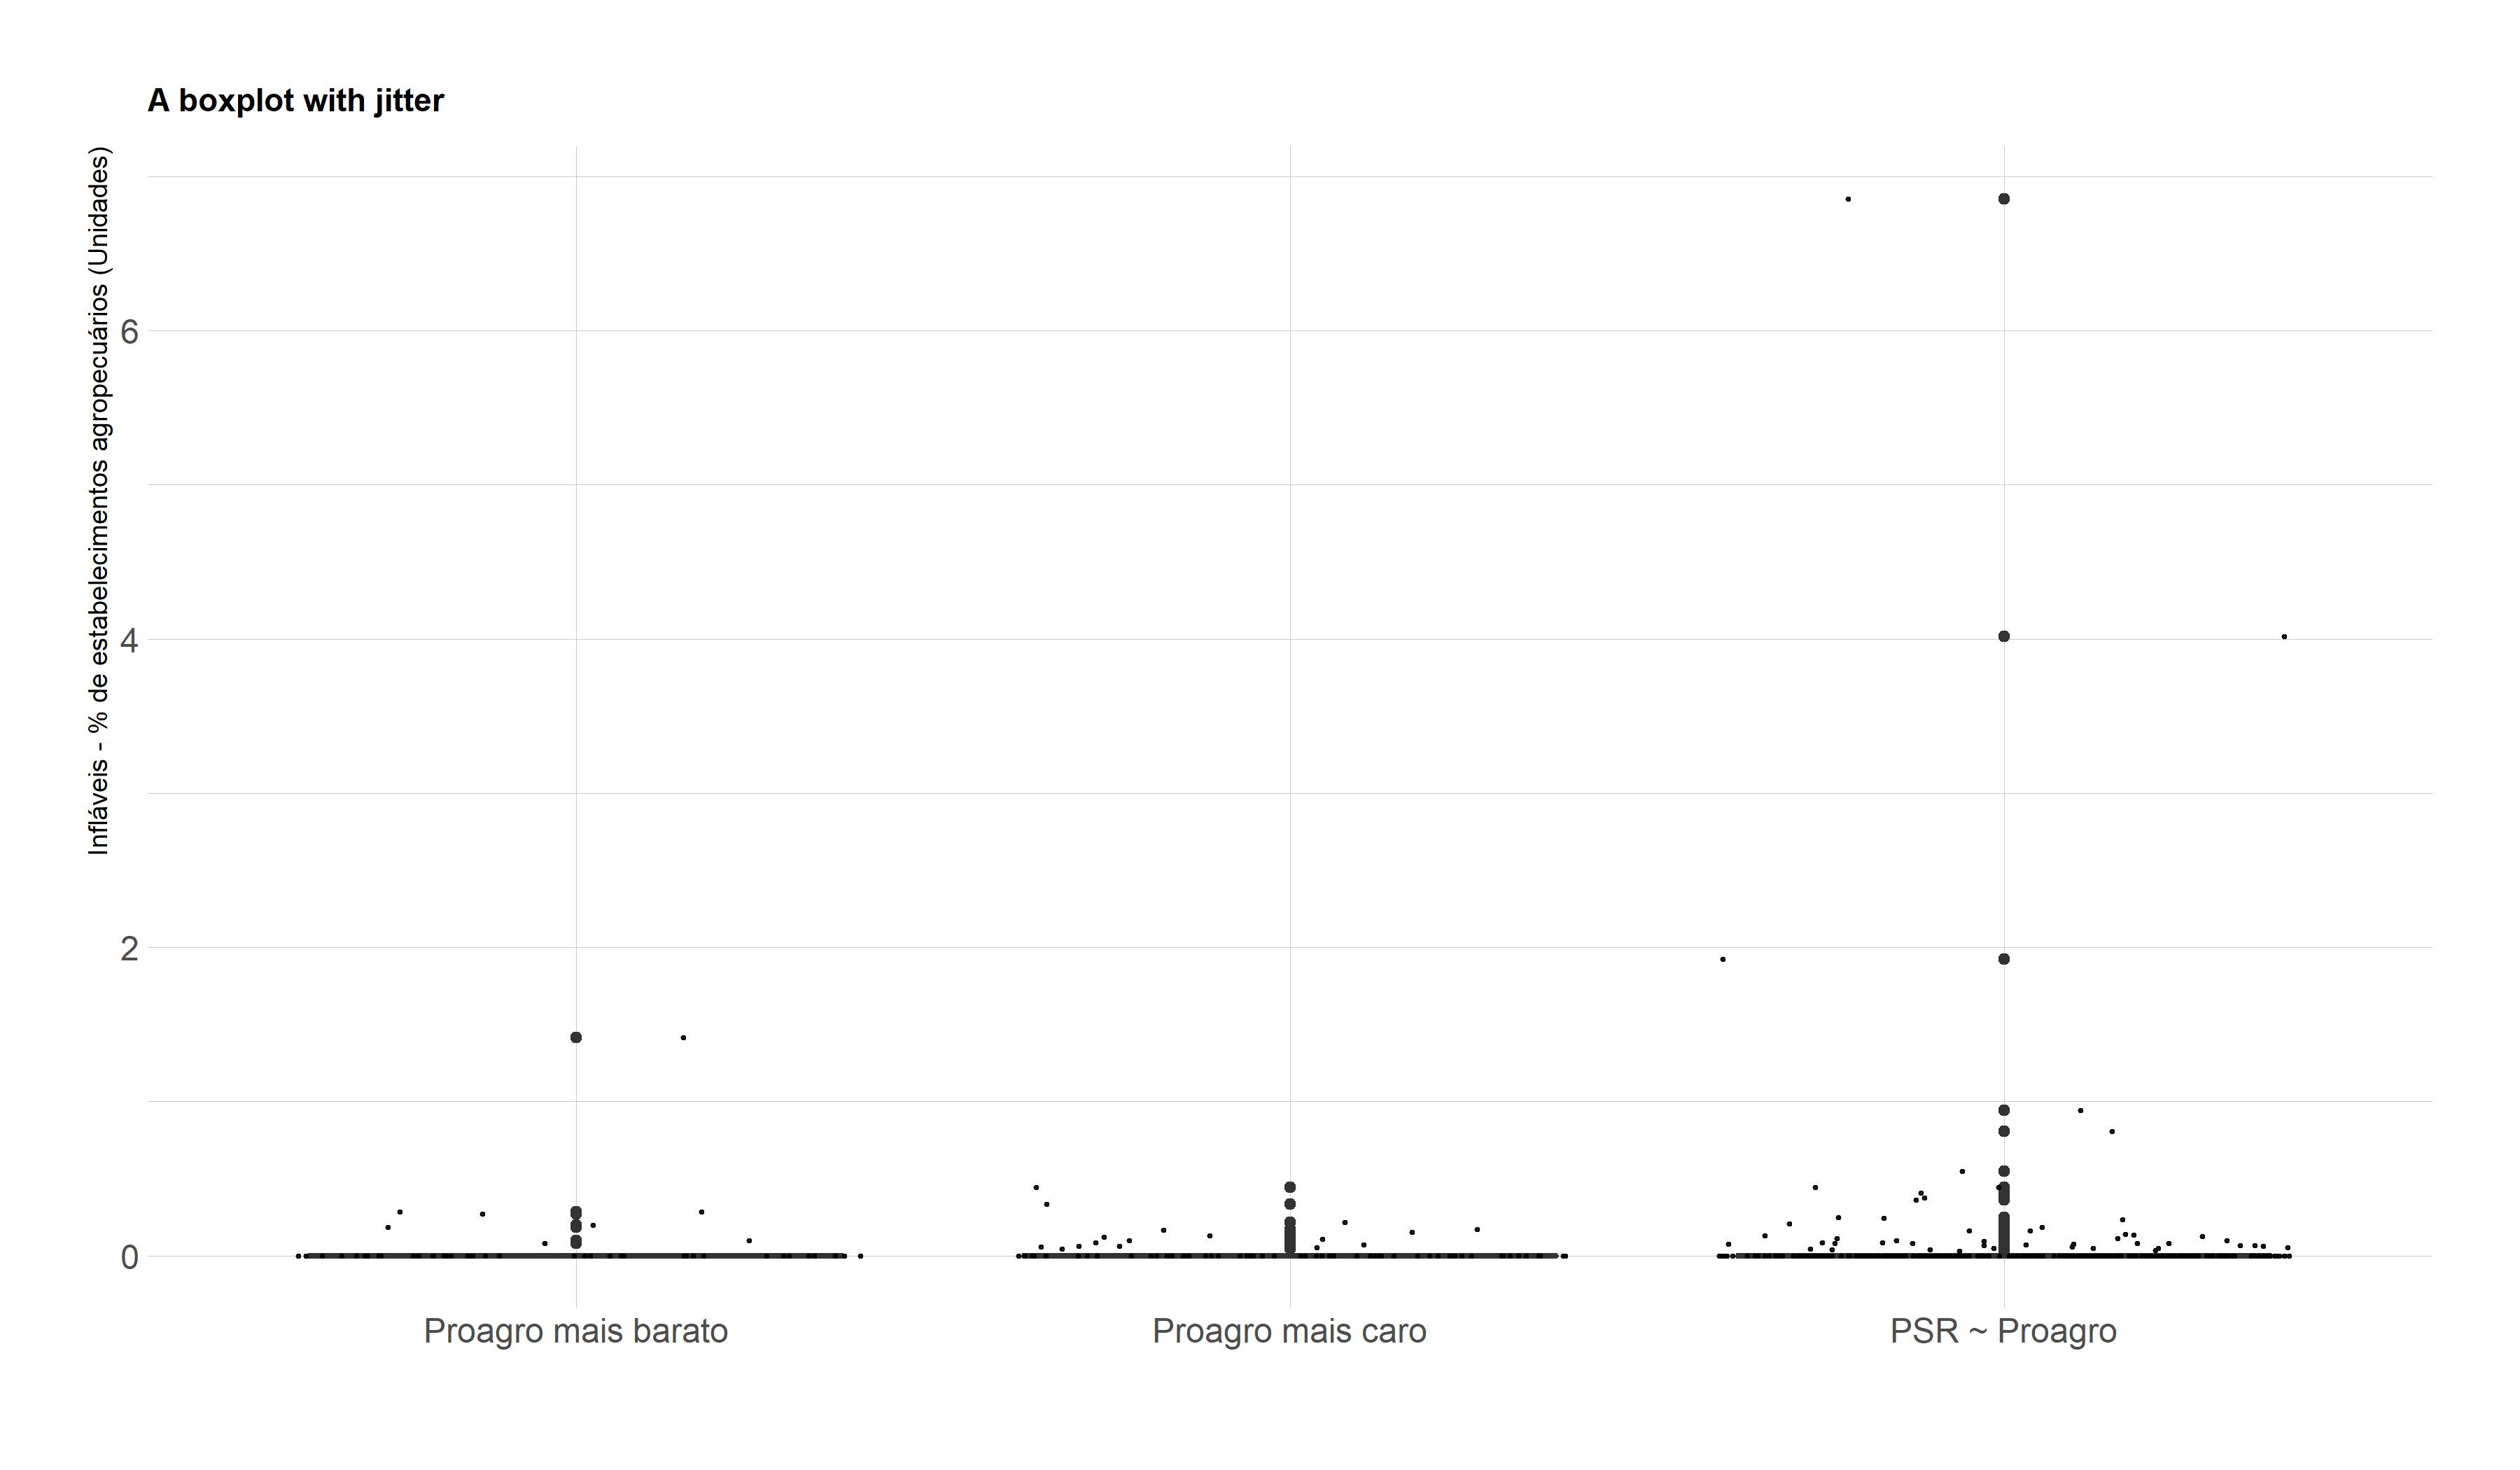 A boxplot with jitter
Infláveis - % de estabelecimentos agropecuários (Unidades)
6
4
2
0
Proagro mais barato
Proagro mais caro
PSR ~ Proagro